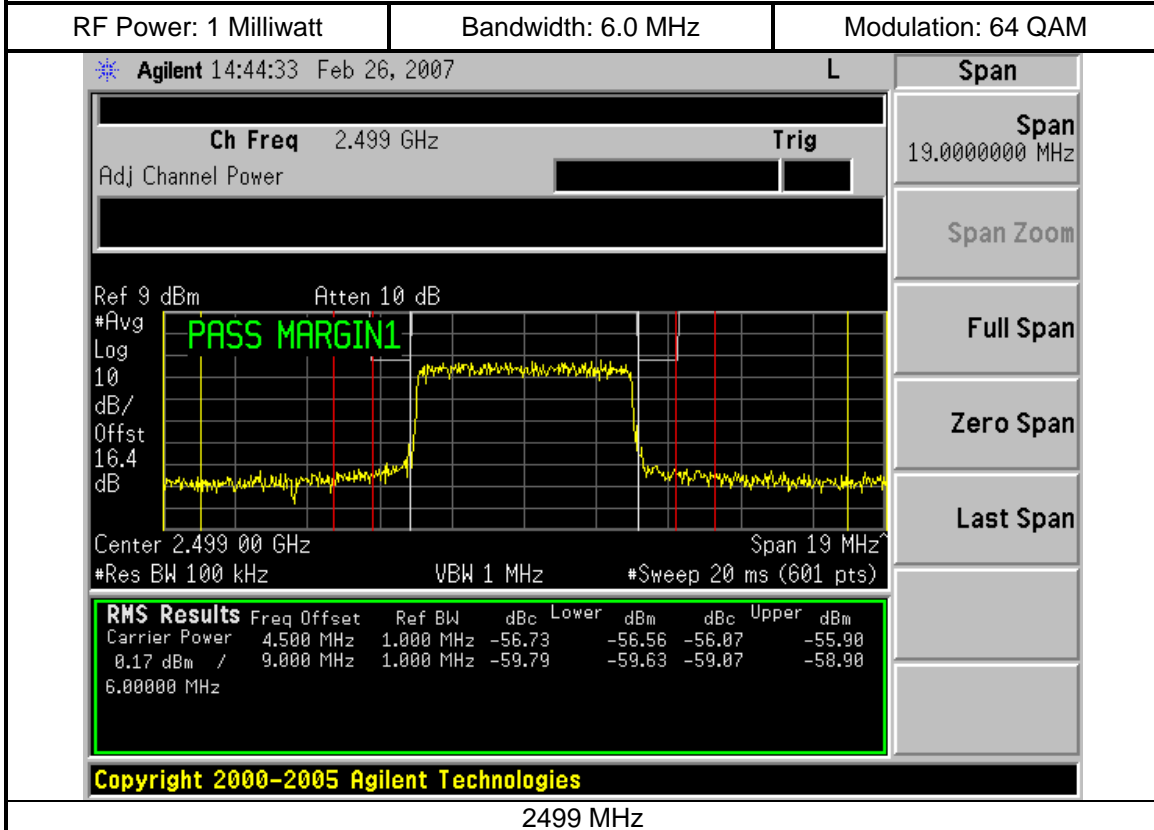 RF Power: 1 Milliwatt Bandwidth: 6.0 MHz Modulation: 64 QAM
Agilent 14:44:33 Feb 26, 2007 L Span
Ch Freq 2.499 GHz Trig
Adj Channel Power
Span
19.0000000 MHz
Span Zoom
Full Span
Zero Span
Last Span
Ref 9 dBm Atten 10 dB
#Avg
Log
10
dB/
Offst
16.4
dB
PASS MARGIN1
Center 2.499 00 GHz Span 19 MHz^
#Res BW 100 kHz VBW 1 MHz #Sweep 20 ms (601 pts)
RMS Results Freq Offset Ref BW dBc Lower dBm dBc Upper dBm
Carrier Power 4.500 MHz 1.000 MHz -56.73 -56.56 -56.07 -55.90
0.17 dBm / 9.000 MHz 1.000 MHz -59.79 -59.63 -59.07 -58.90
6.00000 MHz
Copyright 2000-2005 Agilent Technologies
2499 MHz